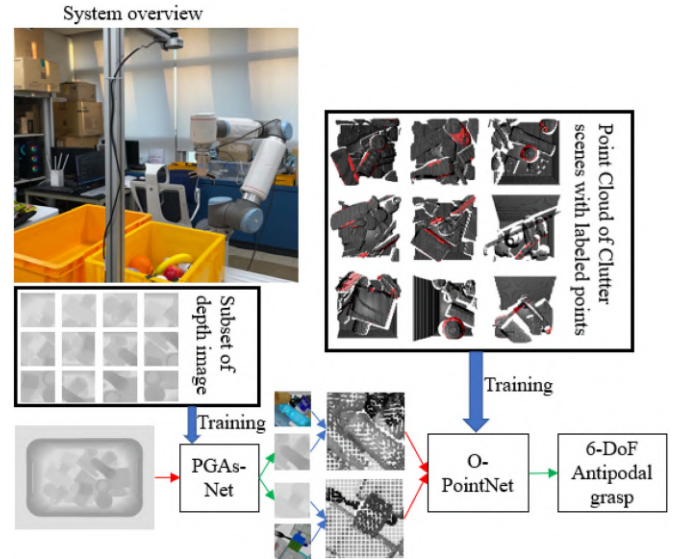 System overview
Point Cloud of Clutter
scenes with labeled points
Subset of
depth image
Training
Training
PGAs-
Net
O-
PointNet
6-DoF
Antipodal
grasp